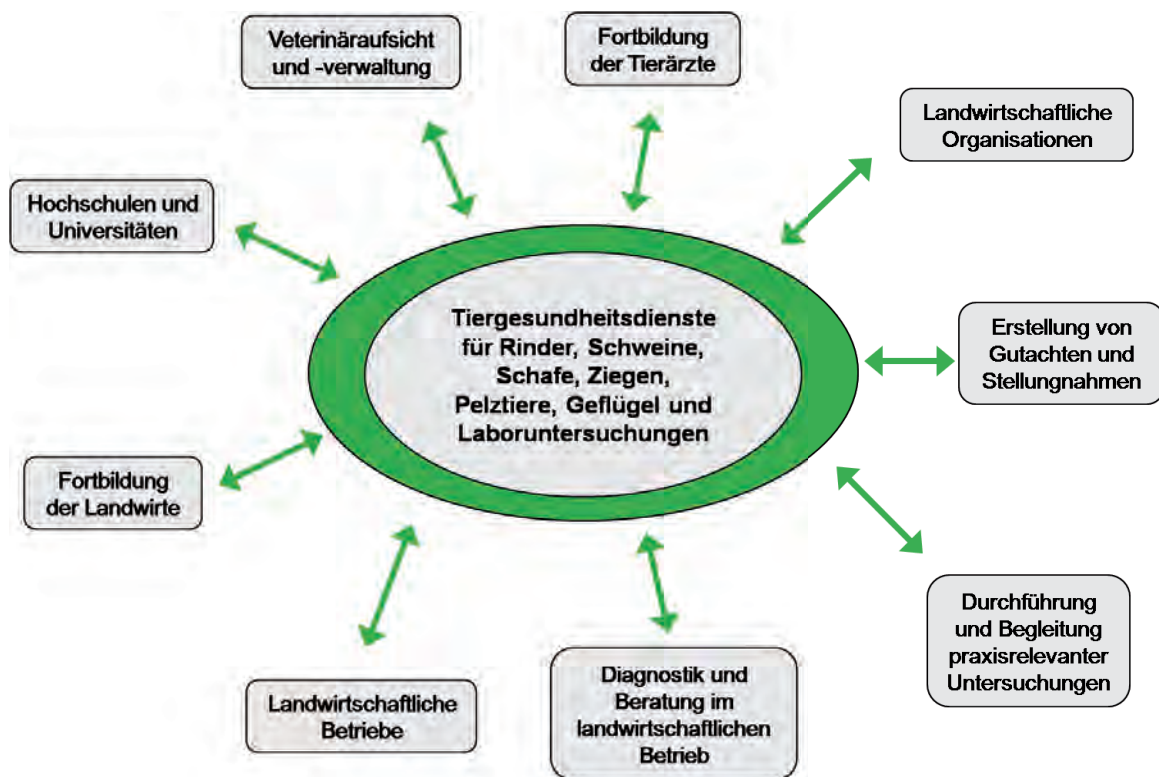 Veterinäraufsicht
und -verwaltung
Fortbildung
der Tierärzte
Landwirtschaftliche
Organisationen
Hochschulen und
Universitäten
Tiergesundheitsdienste
für Rinder, Schweine,
Schafe, Ziegen,
Pelztiere, Geflügel und
Laboruntersuchungen
Erstellung von
Gutachten und
Stellungnahmen
Fortbildung
der Landwirte
Durchführung
und Begleitung
praxisrelevanter
Untersuchungen
Landwirtschaftliche
Betriebe
Diagnostik und
Beratung im
landwirtschaftlichen
Betrieb